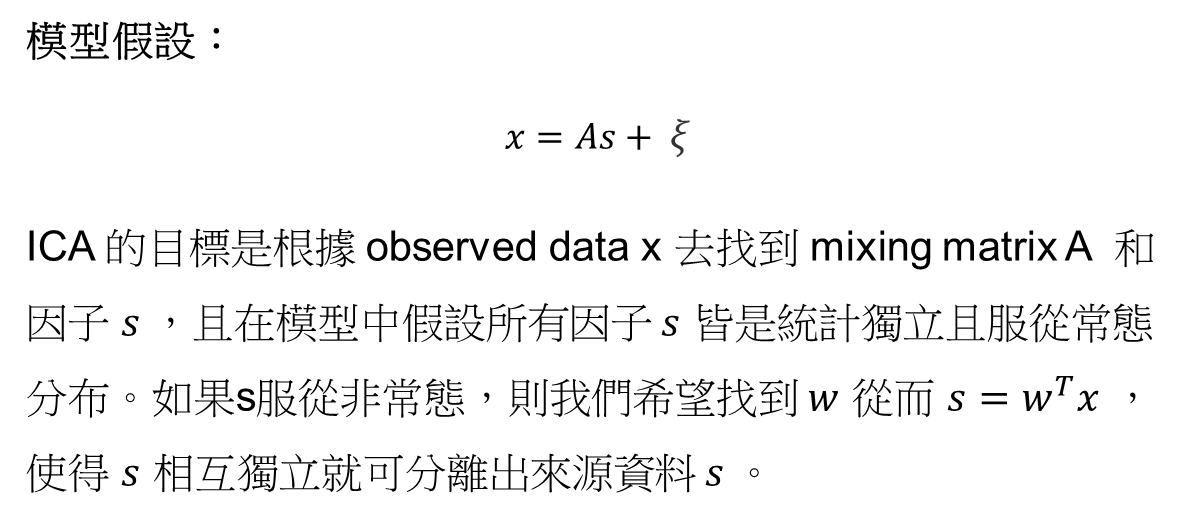 模型假設：
x = As + ξ
ICA 的目標是根據 observed data x 去找到 mixing matrix A 和
因子 s ，且在模型中假設所有因子 s 皆是統計獨立且服從常態
分布。如果s服從非常態，則我們希望找到 w 從而 s = wᵀx ，
使得 s 相互獨立就可分離出來源資料 s 。